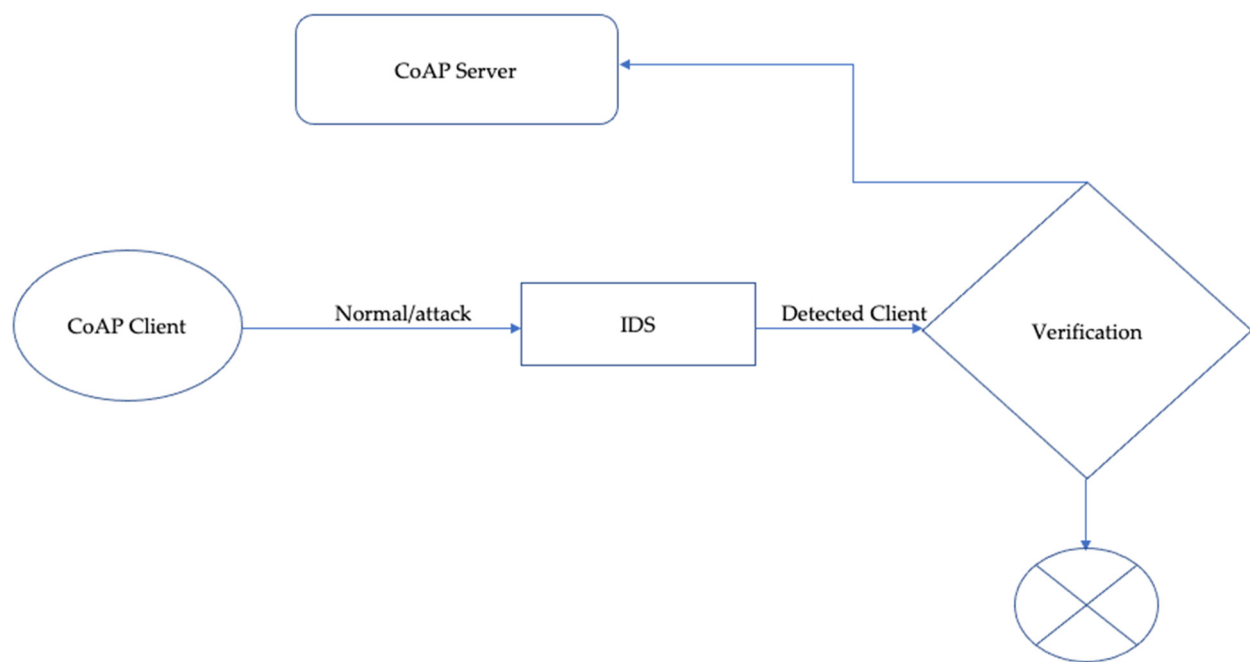 CoAP Server
CoAP Client
Normal/attack
IDS
Detected Client
Verification